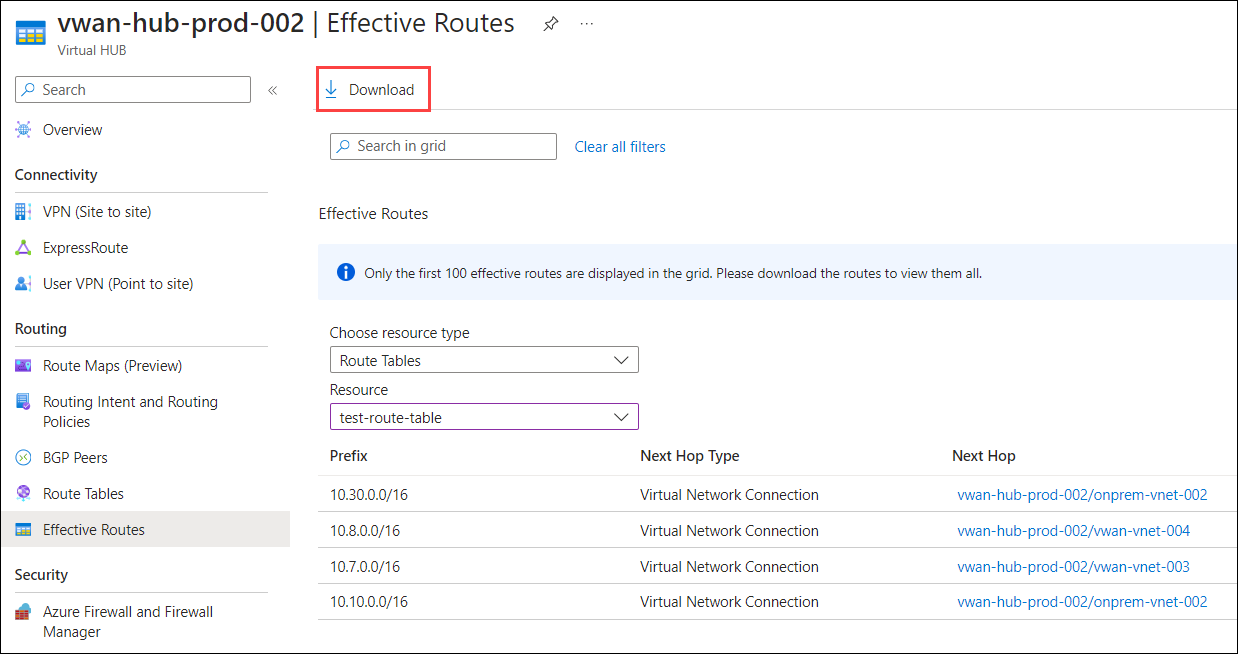 vwan-hub-prod-002 | Effective Routes ...
Virtual HUB
Search «
Overview
Connectivity
VPN (Site to site)
ExpressRoute
User VPN (Point to site)
Routing
Route Maps (Preview)
Routing Intent and Routing
Policies
BGP Peers
Route Tables
Effective Routes
Security
Azure Firewall and Firewall
Manager
Download
Search in grid Clear all filters
Effective Routes
Only the first 100 effective routes are displayed in the grid. Please download the routes to view them all.
Choose resource type
Route Tables
Resource
test-route-table
Prefix Next Hop Type Next Hop
10.30.0.0/16 Virtual Network Connection vwan-hub-prod-002/onprem-vnet-002
10.8.0.0/16 Virtual Network Connection vwan-hub-prod-002/vwan-vnet-004
10.7.0.0/16 Virtual Network Connection vwan-hub-prod-002/vwan-vnet-003
10.10.0.0/16 Virtual Network Connection vwan-hub-prod-002/onprem-vnet-002